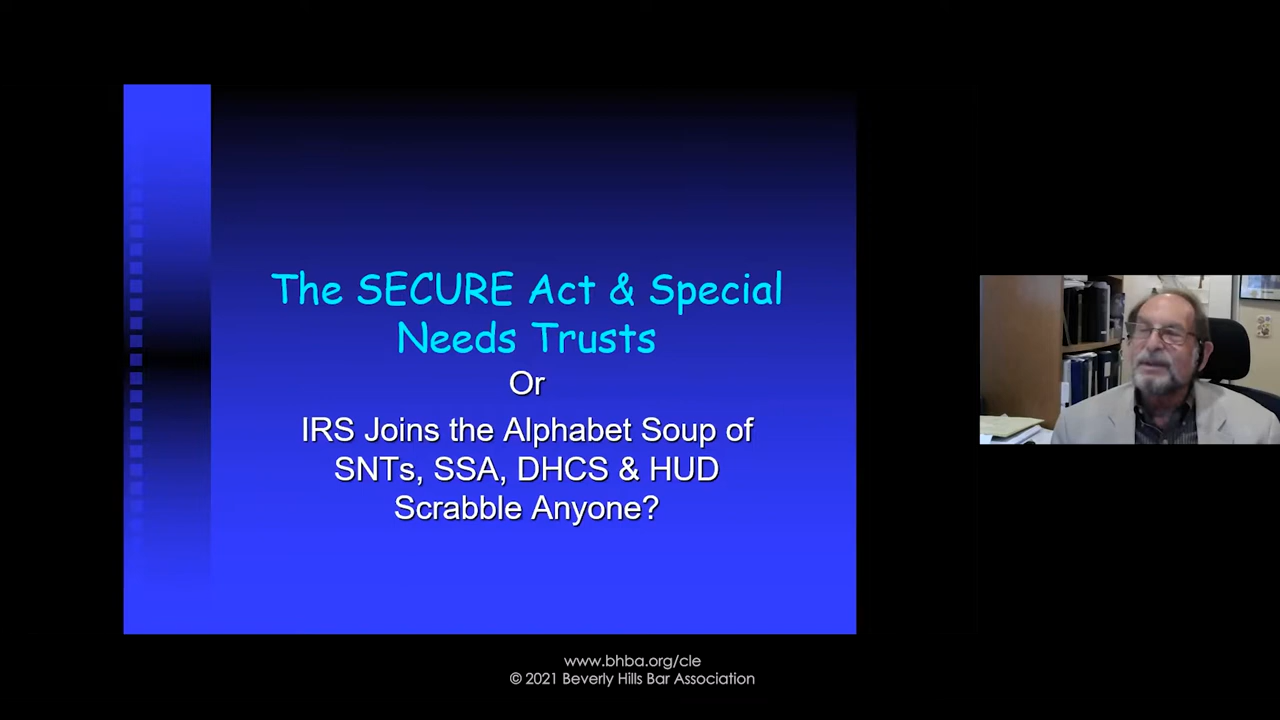 The SECURE Act & Special
Needs Trusts
Or
IRS Joins the Alphabet Soup of
SNTs, SSA, DHCS & HUD
Scrabble Anyone?
www.bhba.org/cle
© 2021 Beverly Hills Bar Association